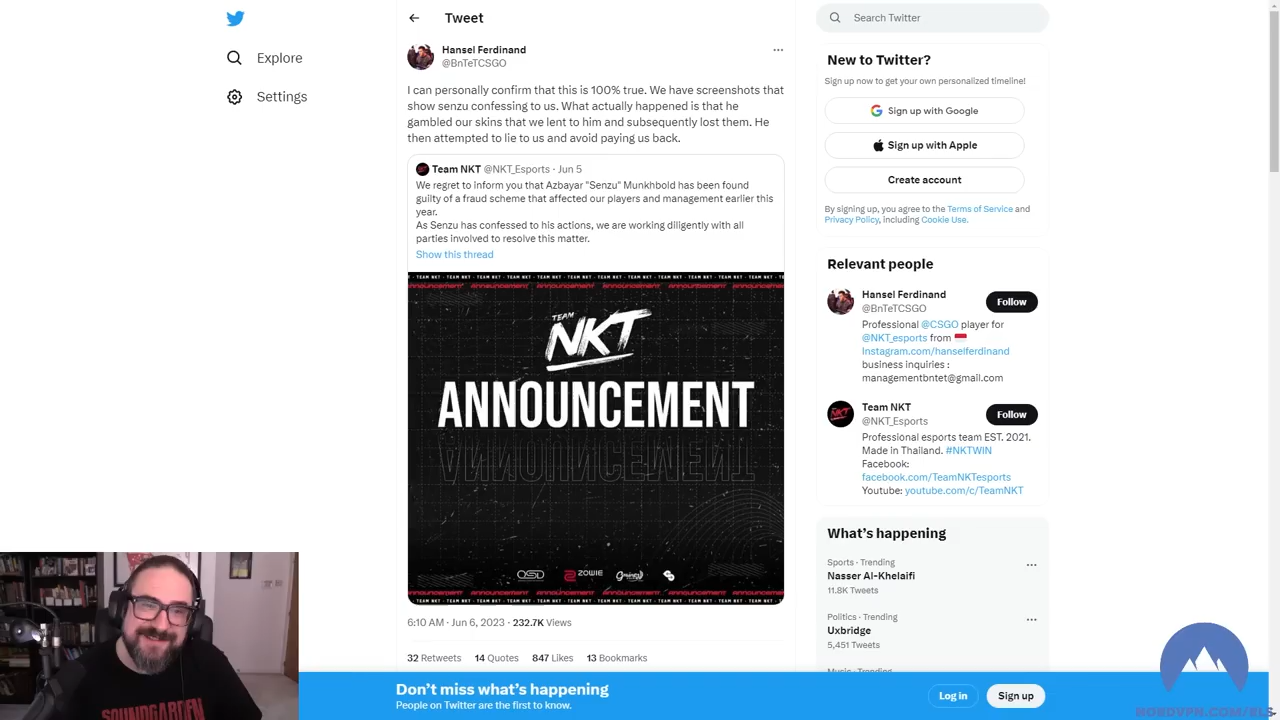 Tweet
Search Twitter
Explore
Settings
Hansel Ferdinand
@BnTeTCSGO
I can personally confirm that this is 100% true. We have screenshots that
show senzu confessing to us. What actually happened is that he
gambled our skins that we lent to him and subsequently lost them. He
then attempted to lie to us and avoid paying us back.
Team NKT @NKT_Esports · Jun 5
We regret to inform you that Azbayar "Senzu" Munkhbold has been found
guilty of a fraud scheme that affected our players and management earlier this
year.
As Senzu has confessed to his actions, we are working diligently with all
parties involved to resolve this matter.
Show this thread
TEAM
NKT
ANNOUNCEMENT
ANNOUNCEMENT
ZOWIE
6:10 AM · Jun 6, 2023 · 232.7K Views
32 Retweets 14 Quotes 847 Likes 13 Bookmarks
New to Twitter?
Sign up now to get your own personalized timeline!
Sign up with Google
Sign up with Apple
Create account
By signing up, you agree to the Terms of Service and
Privacy Policy, including Cookie Use.
Relevant people
Hansel Ferdinand
@BnTeTCSGO
Follow
Professional @CSGO player for
@NKT_esports from
Instagram.com/hanselferdinand
business inquiries :
managementbntet@gmail.com
Team NKT
@NKT_Esports
Follow
Professional esports team EST. 2021.
Made in Thailand. #NKTWIN
Facebook:
facebook.com/TeamNKTesports
Youtube: youtube.com/c/TeamNKT
What's happening
Sports · Trending
Nasser Al-Khelaifi
11.8K Tweets
Politics · Trending
Uxbridge
5,451 Tweets
Music · Trending
Don't miss what's happening
People on Twitter are the first to know.
Log in
Sign up
SOUNDGARDEN
NORDVPN.COM/RLS